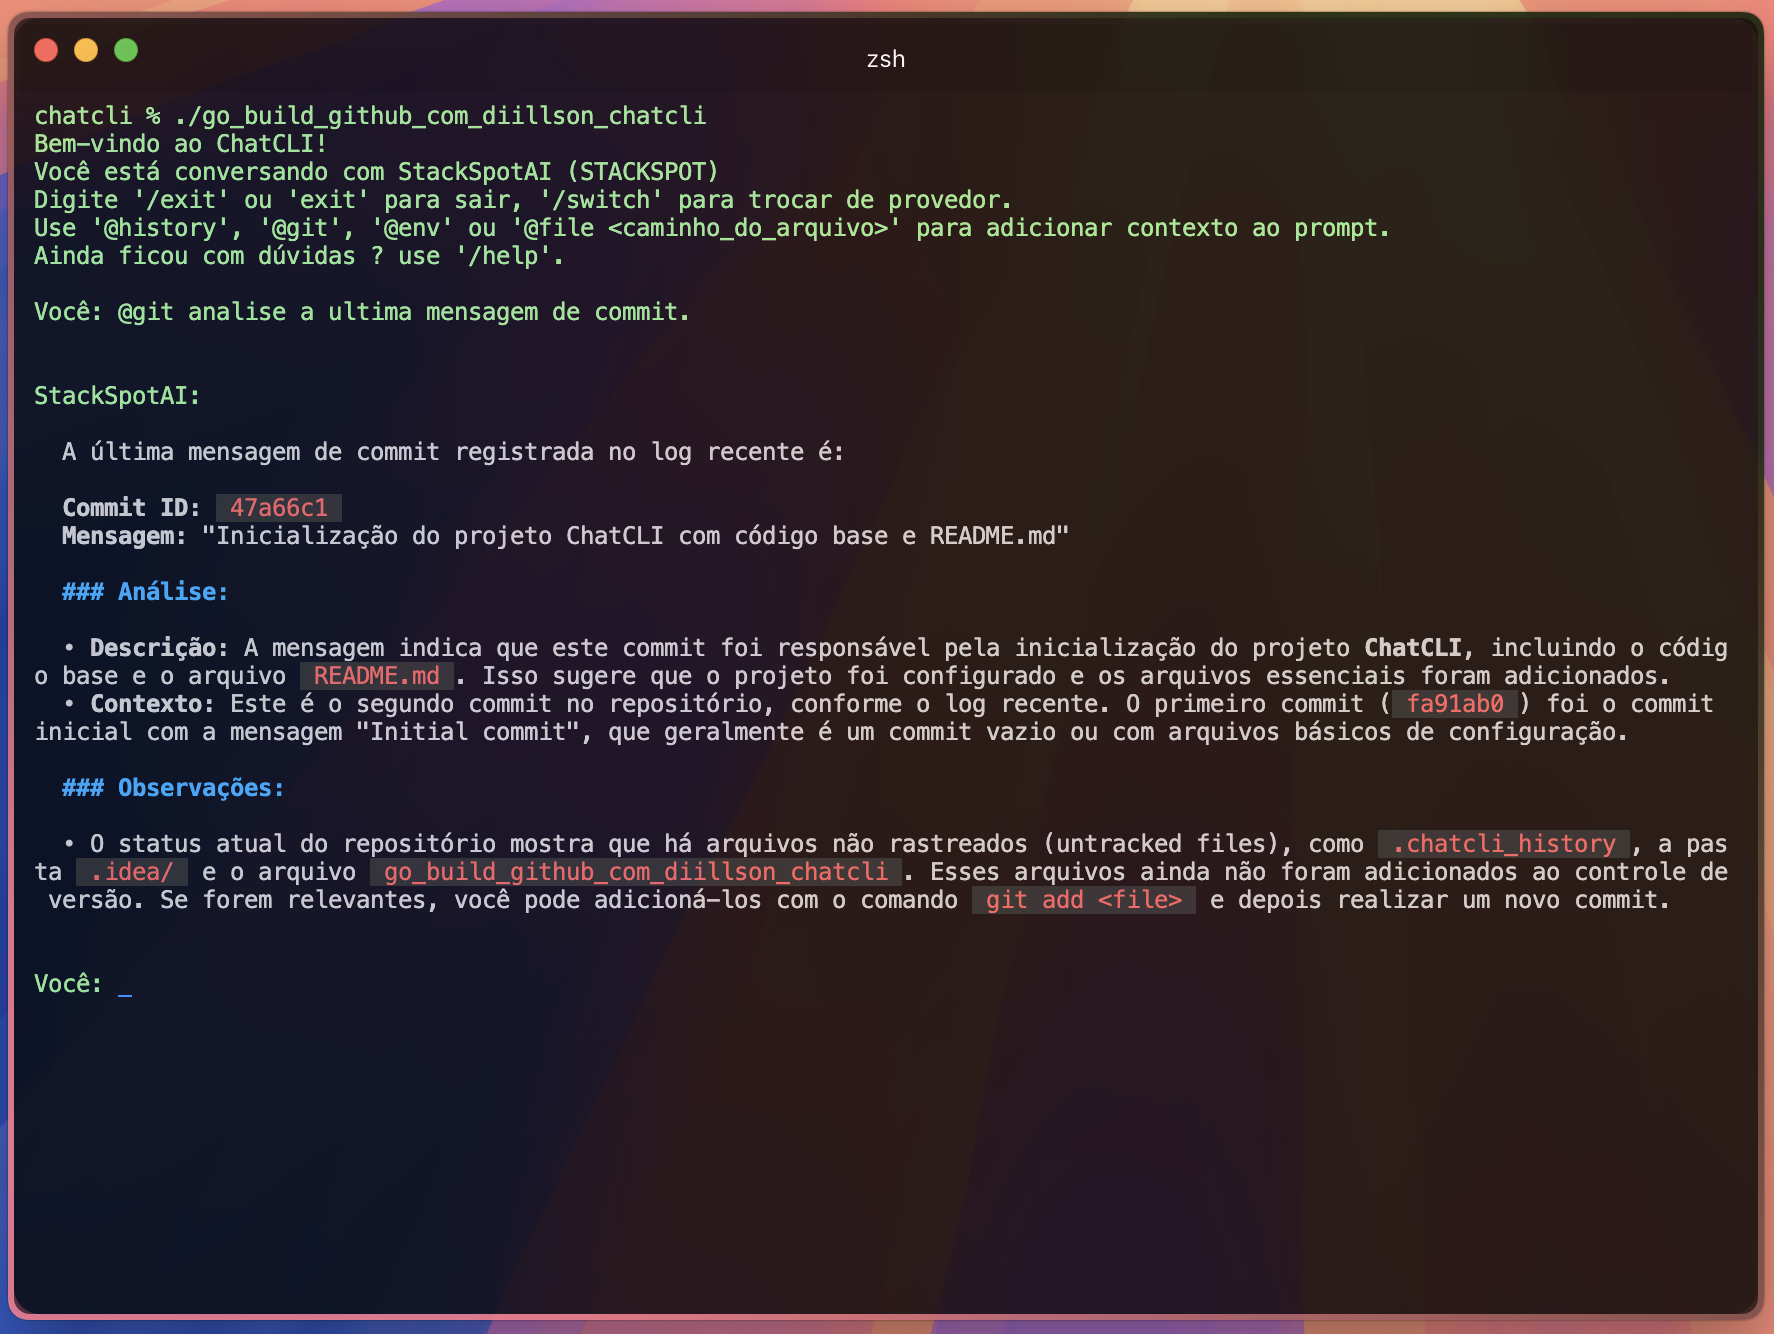 zsh
chatcli % ./go_build_github_com_diillson_chatcli
Bem-vindo ao ChatCLI!
Você está conversando com StackSpotAI (STACKSPOT)
Digite '/exit' ou 'exit' para sair, '/switch' para trocar de provedor.
Use '@history', '@git', '@env' ou '@file <caminho_do_arquivo>' para adicionar contexto ao prompt.
Ainda ficou com dúvidas ? use '/help'.
Você: @git analise a ultima mensagem de commit.
StackSpotAI:
A última mensagem de commit registrada no log recente é:
Commit ID: 47a66c1
Mensagem: "Inicialização do projeto ChatCLI com código base e README.md"
### Análise:
• Descrição: A mensagem indica que este commit foi responsável pela inicialização do projeto ChatCLI, incluindo o códig
o base e o arquivo README.md . Isso sugere que o projeto foi configurado e os arquivos essenciais foram adicionados.
• Contexto: Este é o segundo commit no repositório, conforme o log recente. O primeiro commit ( fa91ab0 ) foi o commit
inicial com a mensagem "Initial commit", que geralmente é um commit vazio ou com arquivos básicos de configuração.
### Observações:
• O status atual do repositório mostra que há arquivos não rastreados (untracked files), como .chatcli_history , a pas
ta .idea/ e o arquivo go_build_github_com_diillson_chatcli . Esses arquivos ainda não foram adicionados ao controle de
versão. Se forem relevantes, você pode adicioná-los com o comando git add <file> e depois realizar um novo commit.
Você: _